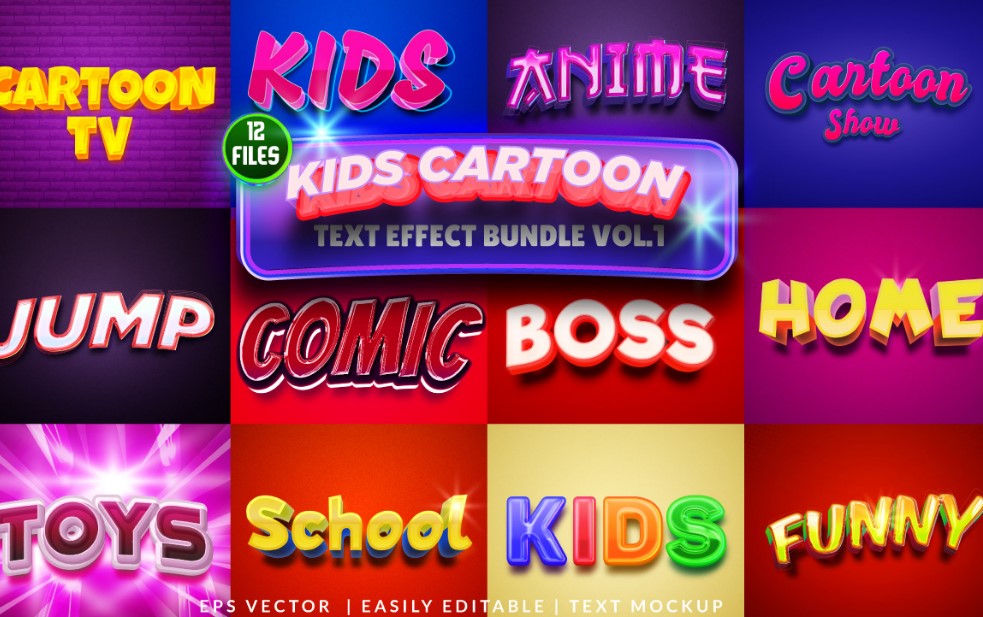 CARTOON
TV
KIDS
ANIME
Cartoon
Show
12
FILES
KIDS CARTOON
TEXT EFFECT BUNDLE VOL.1
JUMP
COMIC
BOSS
HOME
TOYS
School
KIDS
FUNNY
EPS VECTOR | EASILY EDITABLE | TEXT MOCKUP